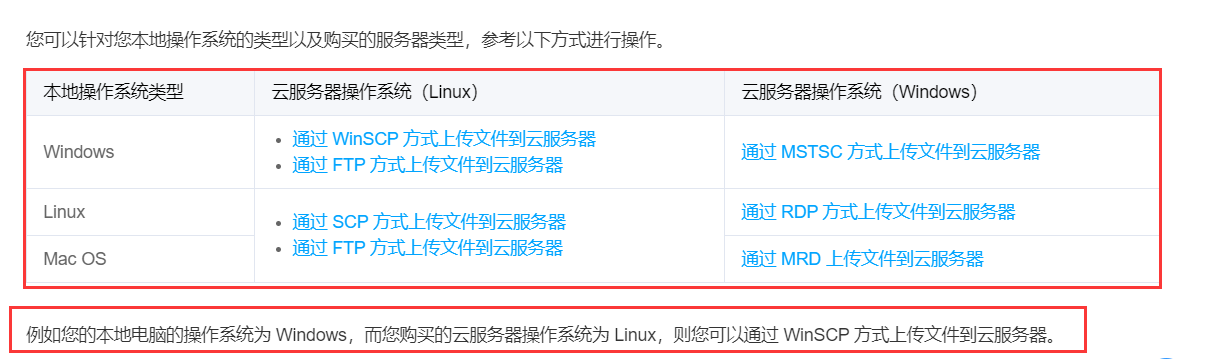 您可以针对您本地操作系统的类型以及购买的服务器类型，参考以下方式进行操作。
本地操作系统类型 云服务器操作系统（Linux） 云服务器操作系统（Windows）
Windows
通过 WinSCP 方式上传文件到云服务器
通过 FTP 方式上传文件到云服务器
通过 MSTSC 方式上传文件到云服务器
Linux
通过 SCP 方式上传文件到云服务器
通过 FTP 方式上传文件到云服务器
通过 RDP 方式上传文件到云服务器
Mac OS
通过 MRD 上传文件到云服务器
例如您的本地电脑的操作系统为 Windows，而您购买的云服务器操作系统为 Linux，则您可以通过 WinSCP 方式上传文件到云服务器。